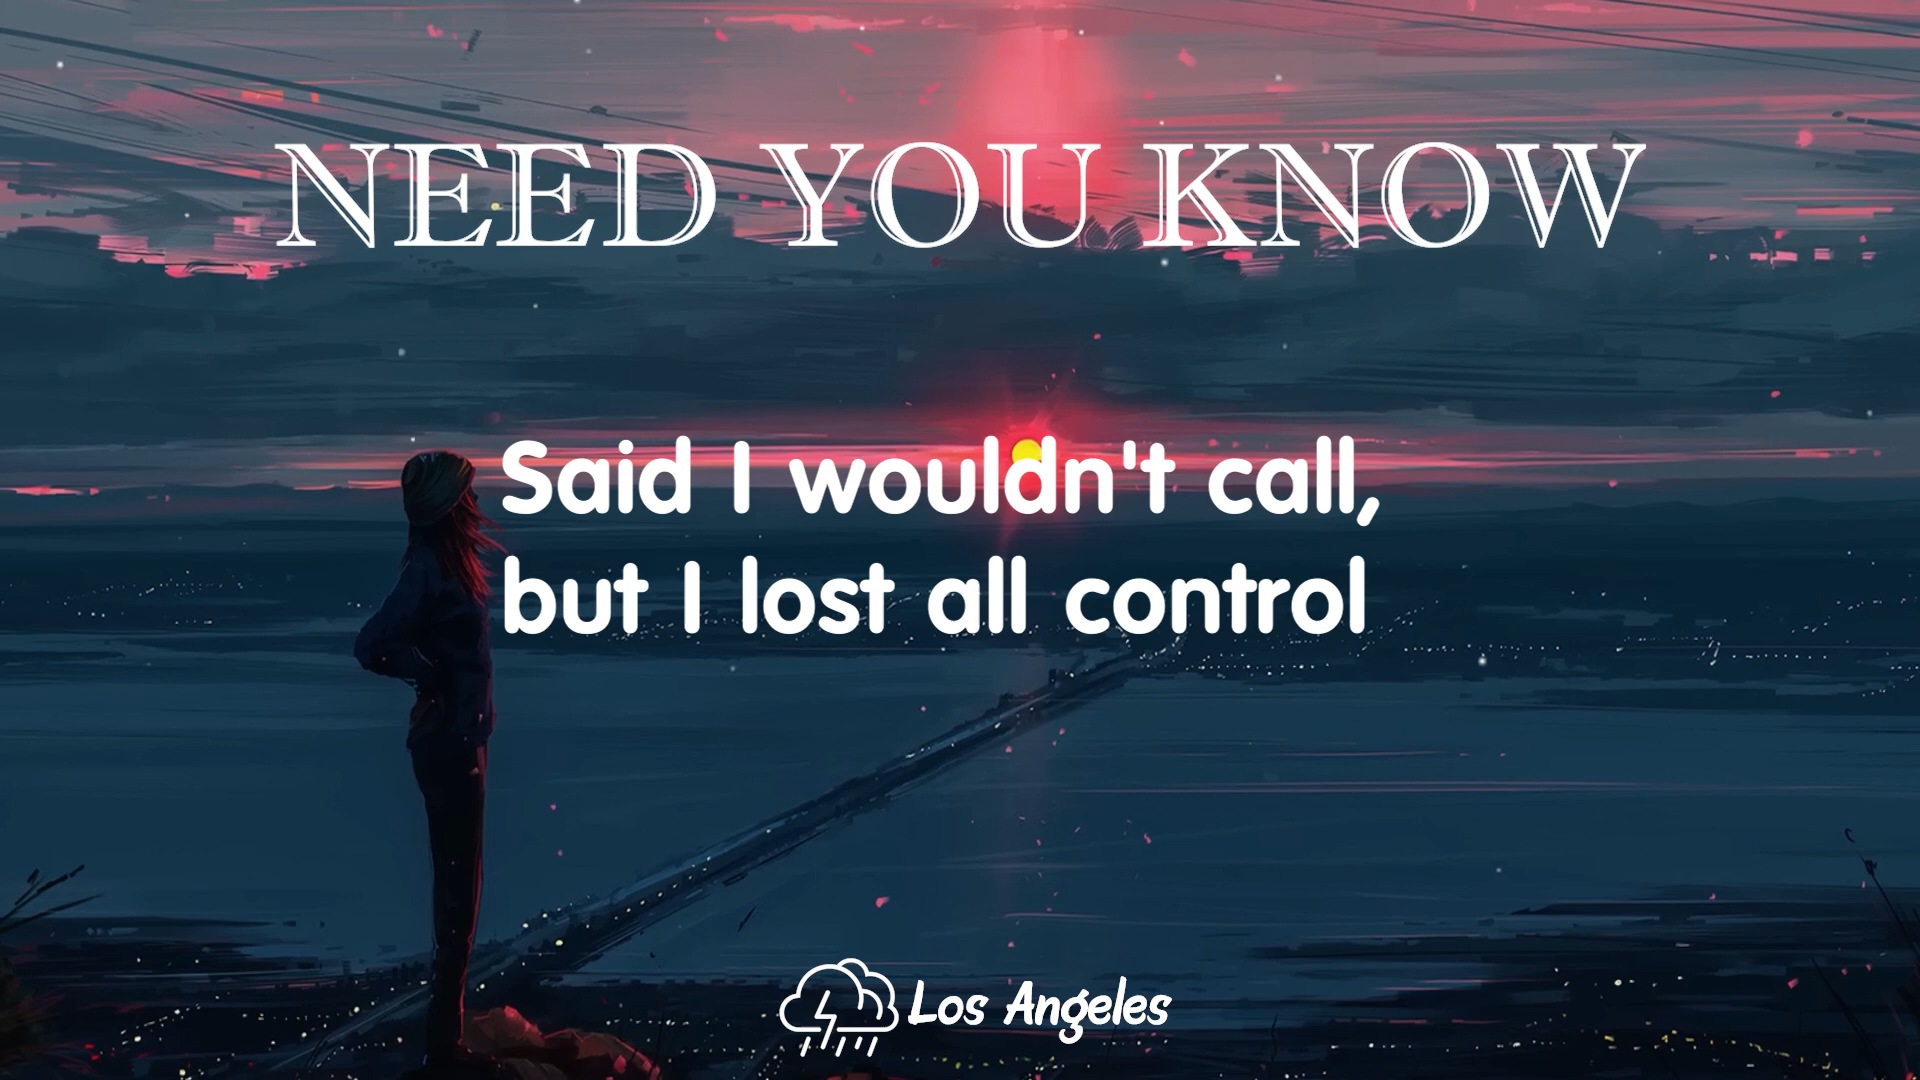 NEED YOU KNOW
Said I wouldn't call,
but I lost all control
Los Angeles